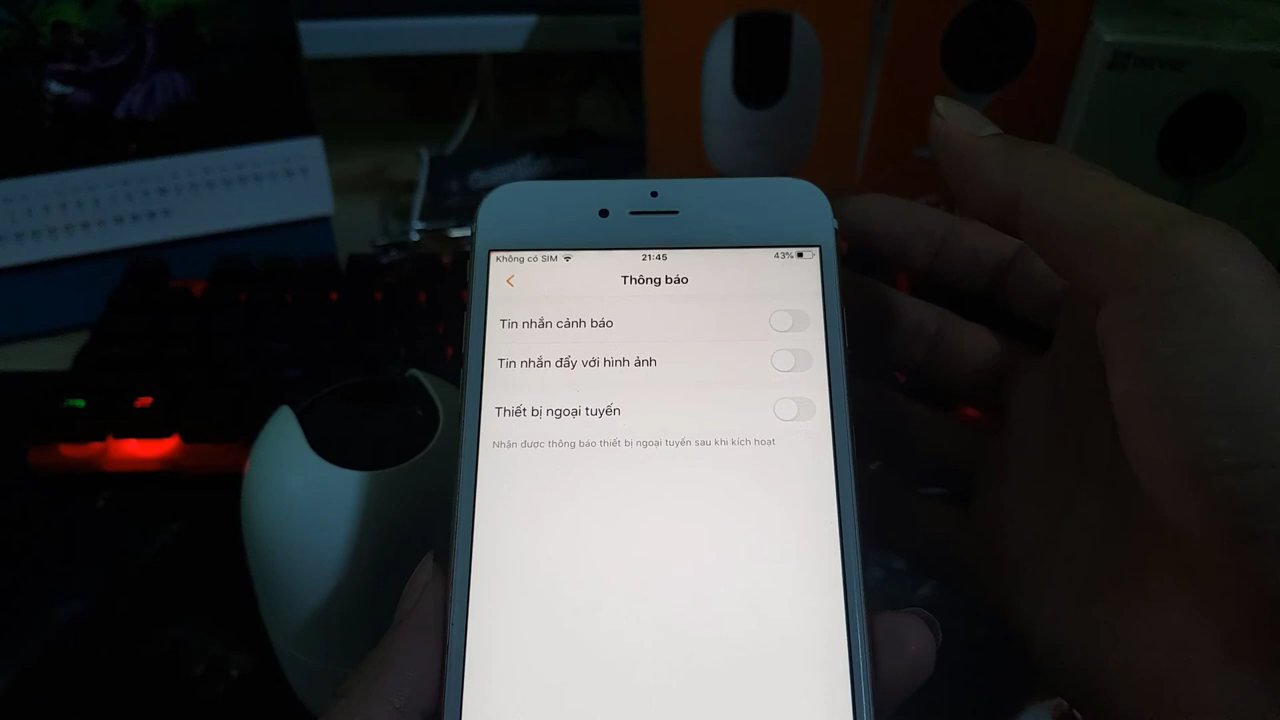 Không có SIM
21:45
43%
Thông báo
Tin nhắn cảnh báo
Tin nhắn đẩy với hình ảnh
Thiết bị ngoại tuyến
Nhận được thông báo thiết bị ngoại tuyến sau khi kích hoạt